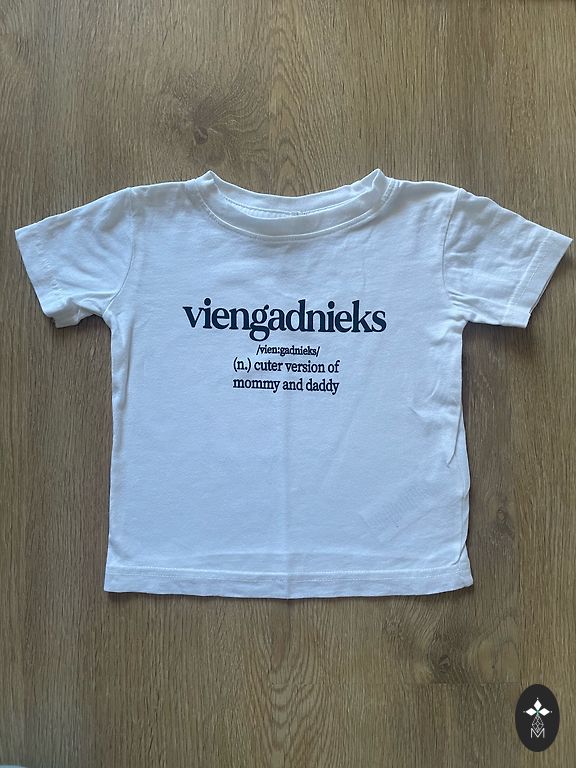 viengadnieks
/vien:gadnieks/
(n.) cuter version of
mommy and daddy